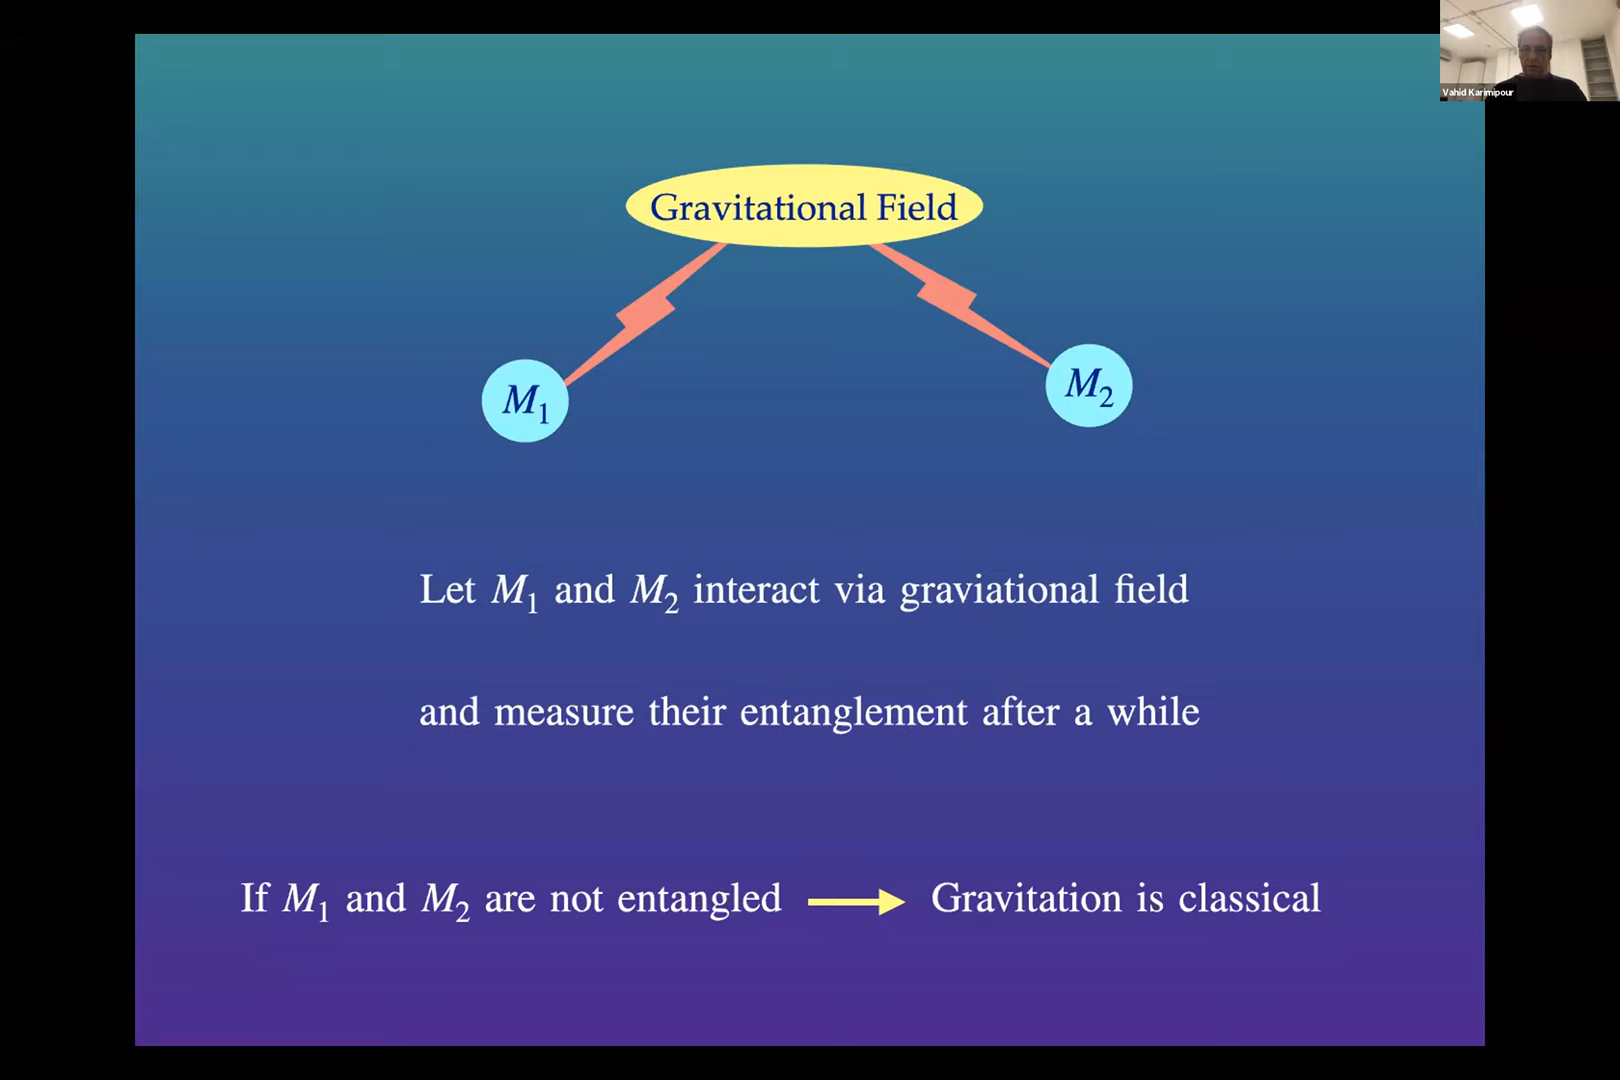 Vahid Karimipour
Gravitational Field
M1
M2
Let M1 and M2 interact via graviational field
and measure their entanglement after a while
If M1 and M2 are not entangled → Gravitation is classical